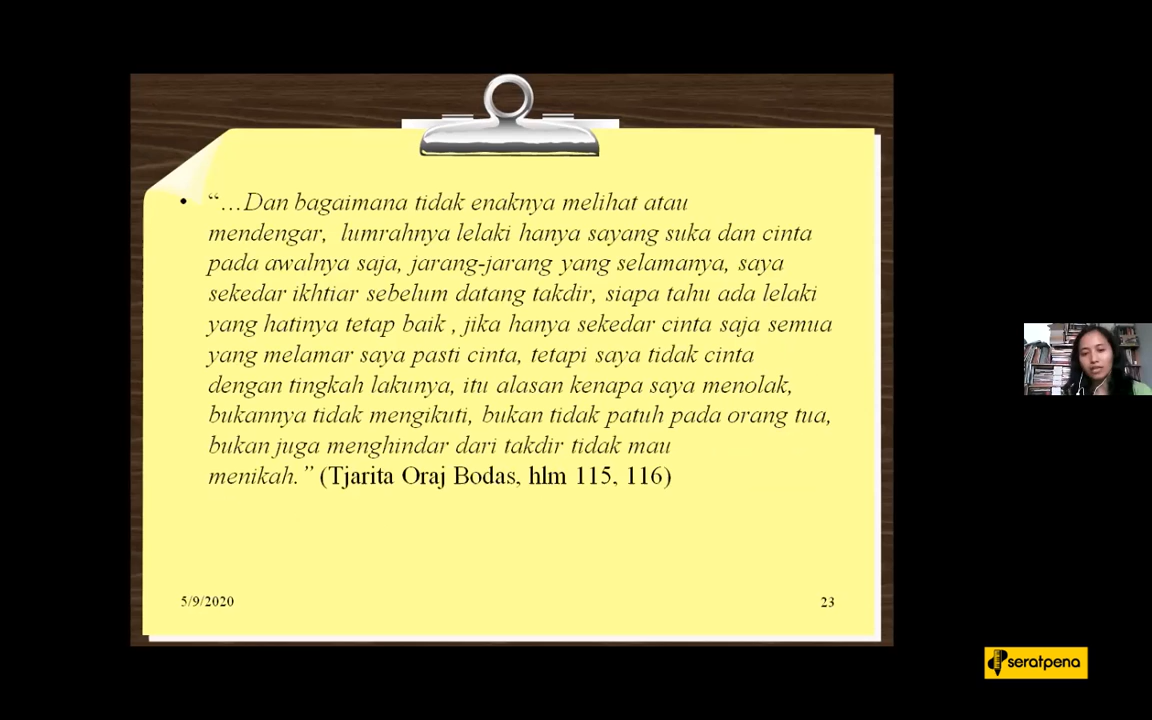 • “…Dan bagaimana tidak enaknya melihat atau
mendengar, lumrahnya lelaki hanya sayang suka dan cinta
pada awalnya saja, jarang-jarang yang selamanya, saya
sekedar ikhtiar sebelum datang takdir, siapa tahu ada lelaki
yang hatinya tetap baik , jika hanya sekedar cinta saja semua
yang melamar saya pasti cinta, tetapi saya tidak cinta
dengan tingkah lakunya, itu alasan kenapa saya menolak,
bukannya tidak mengikuti, bukan tidak patuh pada orang tua,
bukan juga menghindar dari takdir tidak mau
menikah.” (Tjarita Oraj Bodas, hlm 115, 116)
5/9/2020
23
seratpena